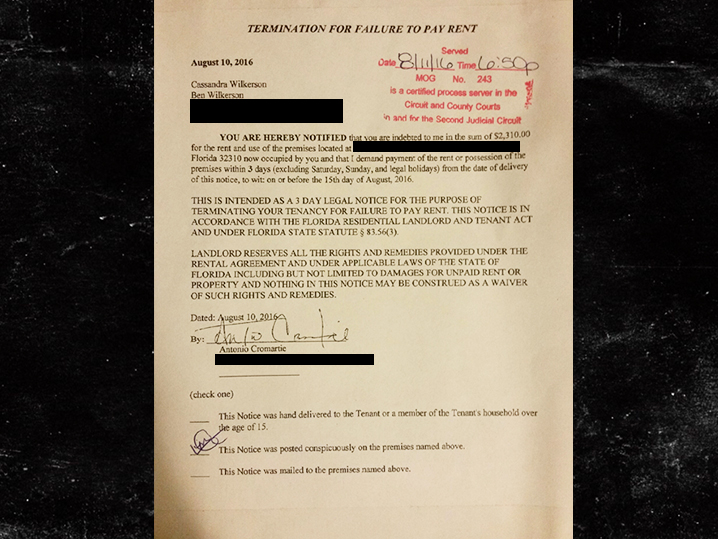 TERMINATION FOR FAILURE TO PAY RENT
August 10, 2016
Served
Date 8/11/16 Time 6:50p
MOG No. 243
is a certified process server in the
Circuit and County Courts
in and for the Second Judicial Circuit
Cassandra Wilkerson
Ben Wilkerson
YOU ARE HEREBY NOTIFIED that you are indebted to me in the sum of $2,310.00
for the rent and use of the premises located at
Florida 32310 now occupied by you and that I demand payment of the rent or possession of the
premises within 3 days (excluding Saturday, Sunday, and legal holidays) from the date of delivery
of this notice, to wit: on or before the 15th day of August, 2016.
THIS IS INTENDED AS A 3 DAY LEGAL NOTICE FOR THE PURPOSE OF
TERMINATING YOUR TENANCY FOR FAILURE TO PAY RENT. THIS NOTICE IS IN
ACCORDANCE WITH THE FLORIDA RESIDENTIAL LANDLORD AND TENANT ACT
AND UNDER FLORIDA STATE STATUTE § 83.56(3).
LANDLORD RESERVES ALL THE RIGHTS AND REMEDIES PROVIDED UNDER THE
RENTAL AGREEMENT AND UNDER APPLICABLE LAWS OF THE STATE OF
FLORIDA INCLUDING BUT NOT LIMITED TO DAMAGES FOR UNPAID RENT OR
PROPERTY AND NOTHING IN THIS NOTICE MAY BE CONSTRUED AS A WAIVER
OF SUCH RIGHTS AND REMEDIES.
Dated: August 10, 2016
By: Antonio Cromartie
Antonio Cromartie
(check one)
This Notice was hand delivered to the Tenant or a member of the Tenant's household over
the age of 15.
This Notice was posted conspicuously on the premises named above.
This Notice was mailed to the premises named above.